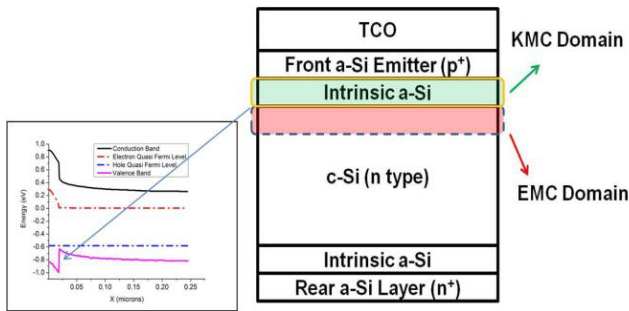 TCO
Front a-Si Emitter (p+)
Intrinsic a-Si
c-Si (n type)
Intrinsic a-Si
Rear a-Si Layer (n+)
KMC Domain
EMC Domain
Conduction Band
Electron Quasi Fermi Level
Hole Quasi Fermi Level
Valence Band
Energy (eV)
1.0
0.8
0.6
0.4
0.2
0.0
-0.2
-0.4
-0.6
-0.8
-1.0
0.05 0.10 0.15 0.20 0.25
X (microns)